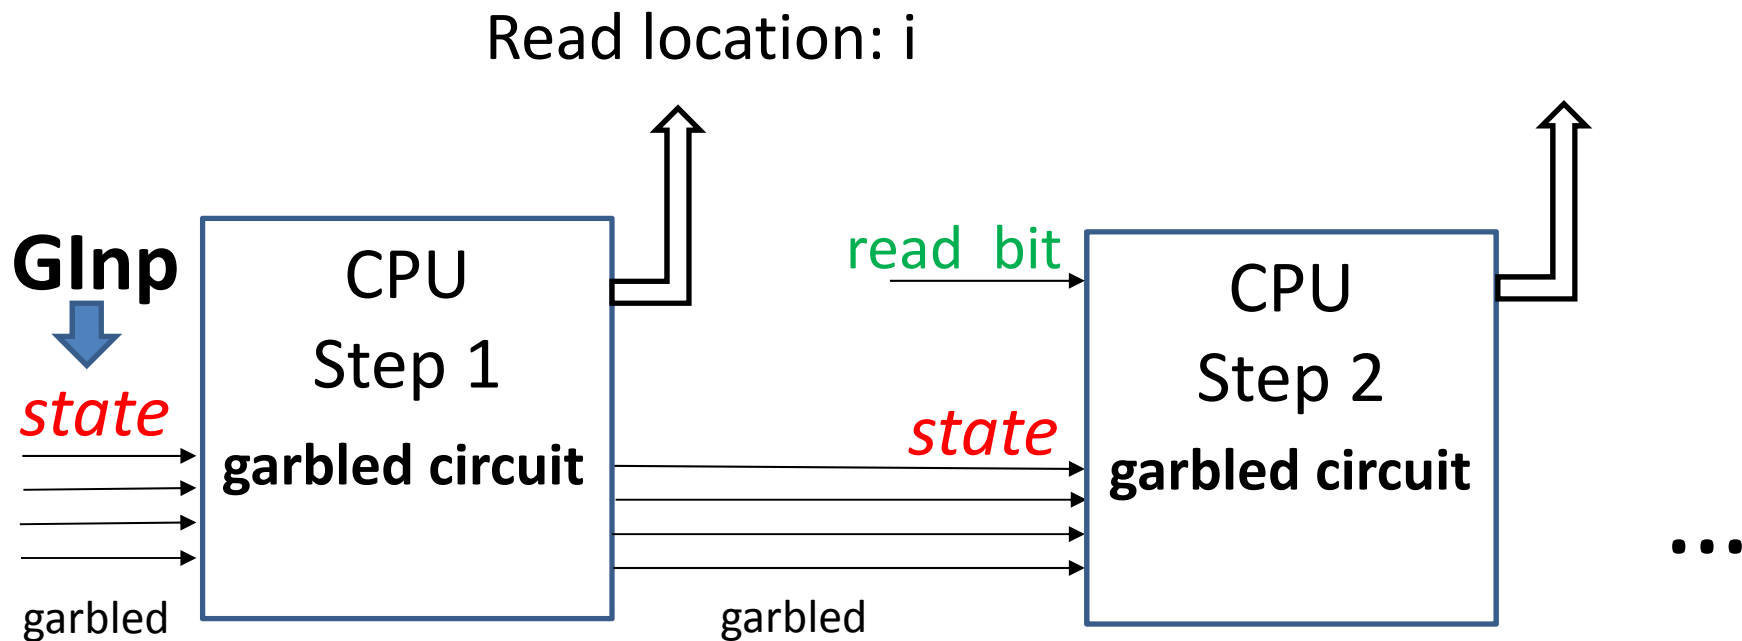 Read location: i
GInp
state
garbled
CPU
Step 1
garbled circuit
read bit
state
garbled
CPU
Step 2
garbled circuit
...